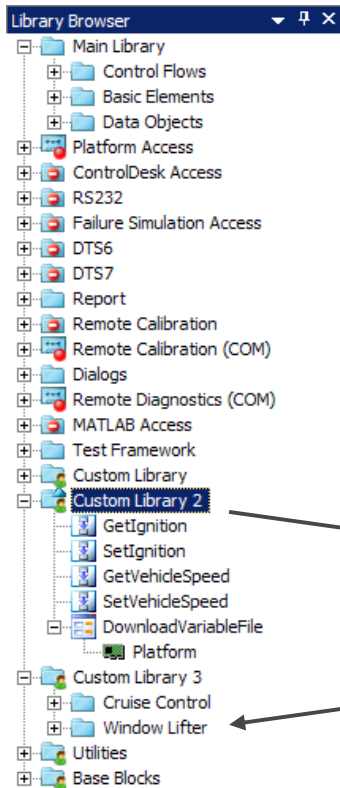 Library Browser
Main Library
Control Flows
Basic Elements
Data Objects
Platform Access
ControlDesk Access
RS232
Failure Simulation Access
DTS6
DTS7
Report
Remote Calibration
Remote Calibration (COM)
Dialogs
Remote Diagnostics (COM)
MATLAB Access
Test Framework
Custom Library
Custom Library 2
GetIgnition
SetIgnition
GetVehicleSpeed
SetVehicleSpeed
DownloadVariableFile
Platform
Custom Library 3
Cruise Control
Window Lifter
Utilities
Base Blocks